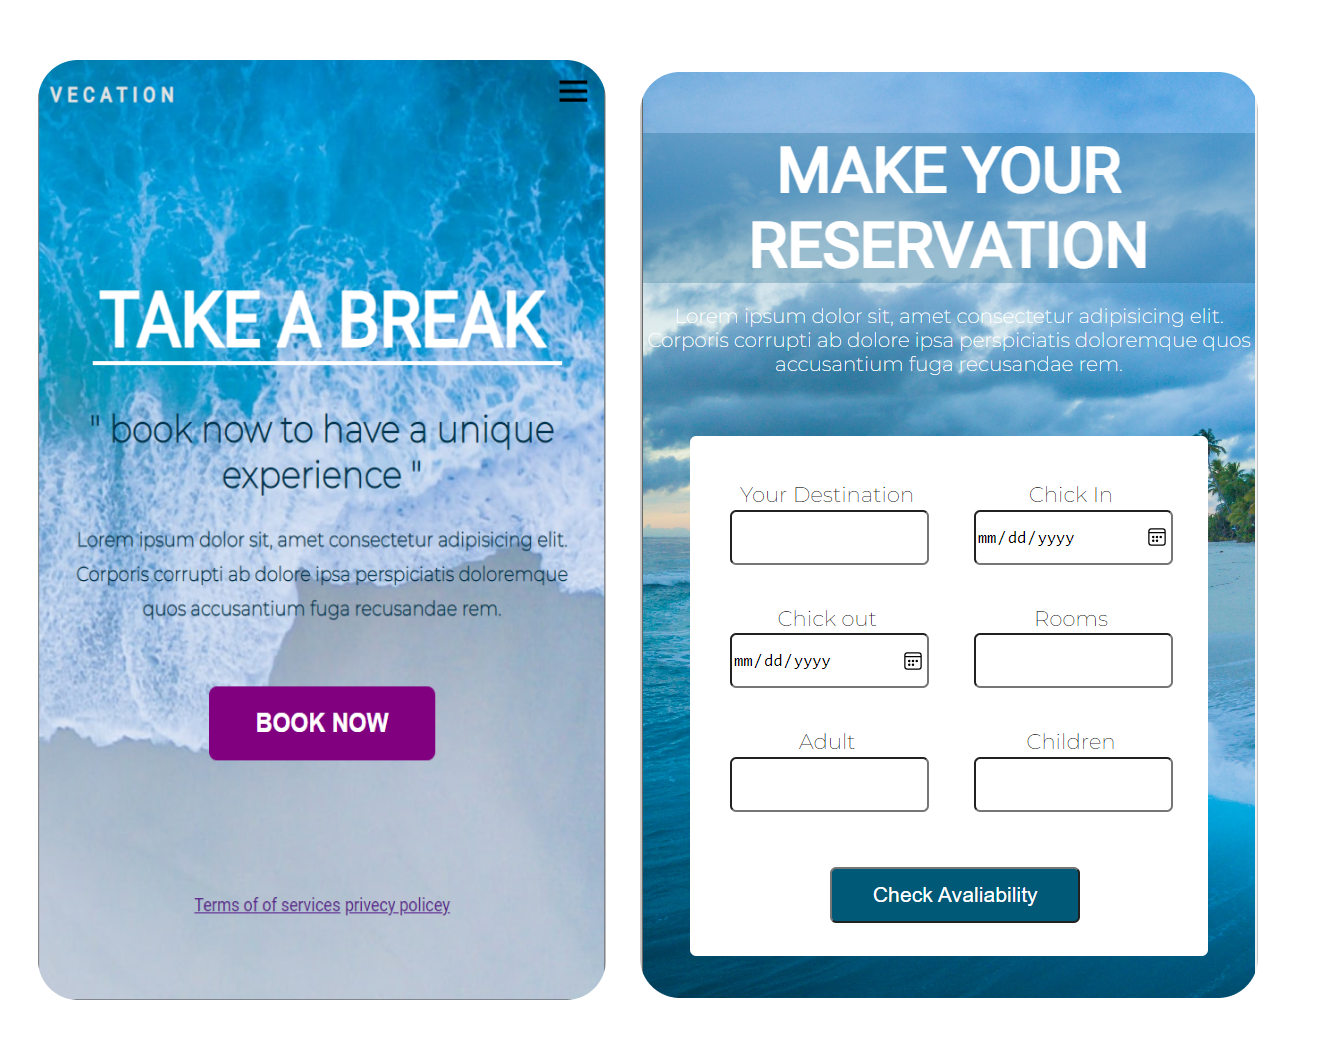 VECATION
TAKE A BREAK
" book now to have a unique
experience "
Lorem ipsum dolor sit, amet consectetur adipisicing elit.
Corporis corrupti ab dolore ipsa perspiciatis doloremque
quos accusantium fuga recusandae rem.
BOOK NOW
Terms of of services privecy policey
MAKE YOUR
RESERVATION
Lorem ipsum dolor sit, amet consectetur adipisicing elit.
Corporis corrupti ab dolore ipsa perspiciatis doloremque quos
accusantium fuga recusandae rem.
Your Destination
Chick In
mm/dd/yyyy
Chick out
Rooms
mm/dd/yyyy
Adult
Children
Check Avaliability